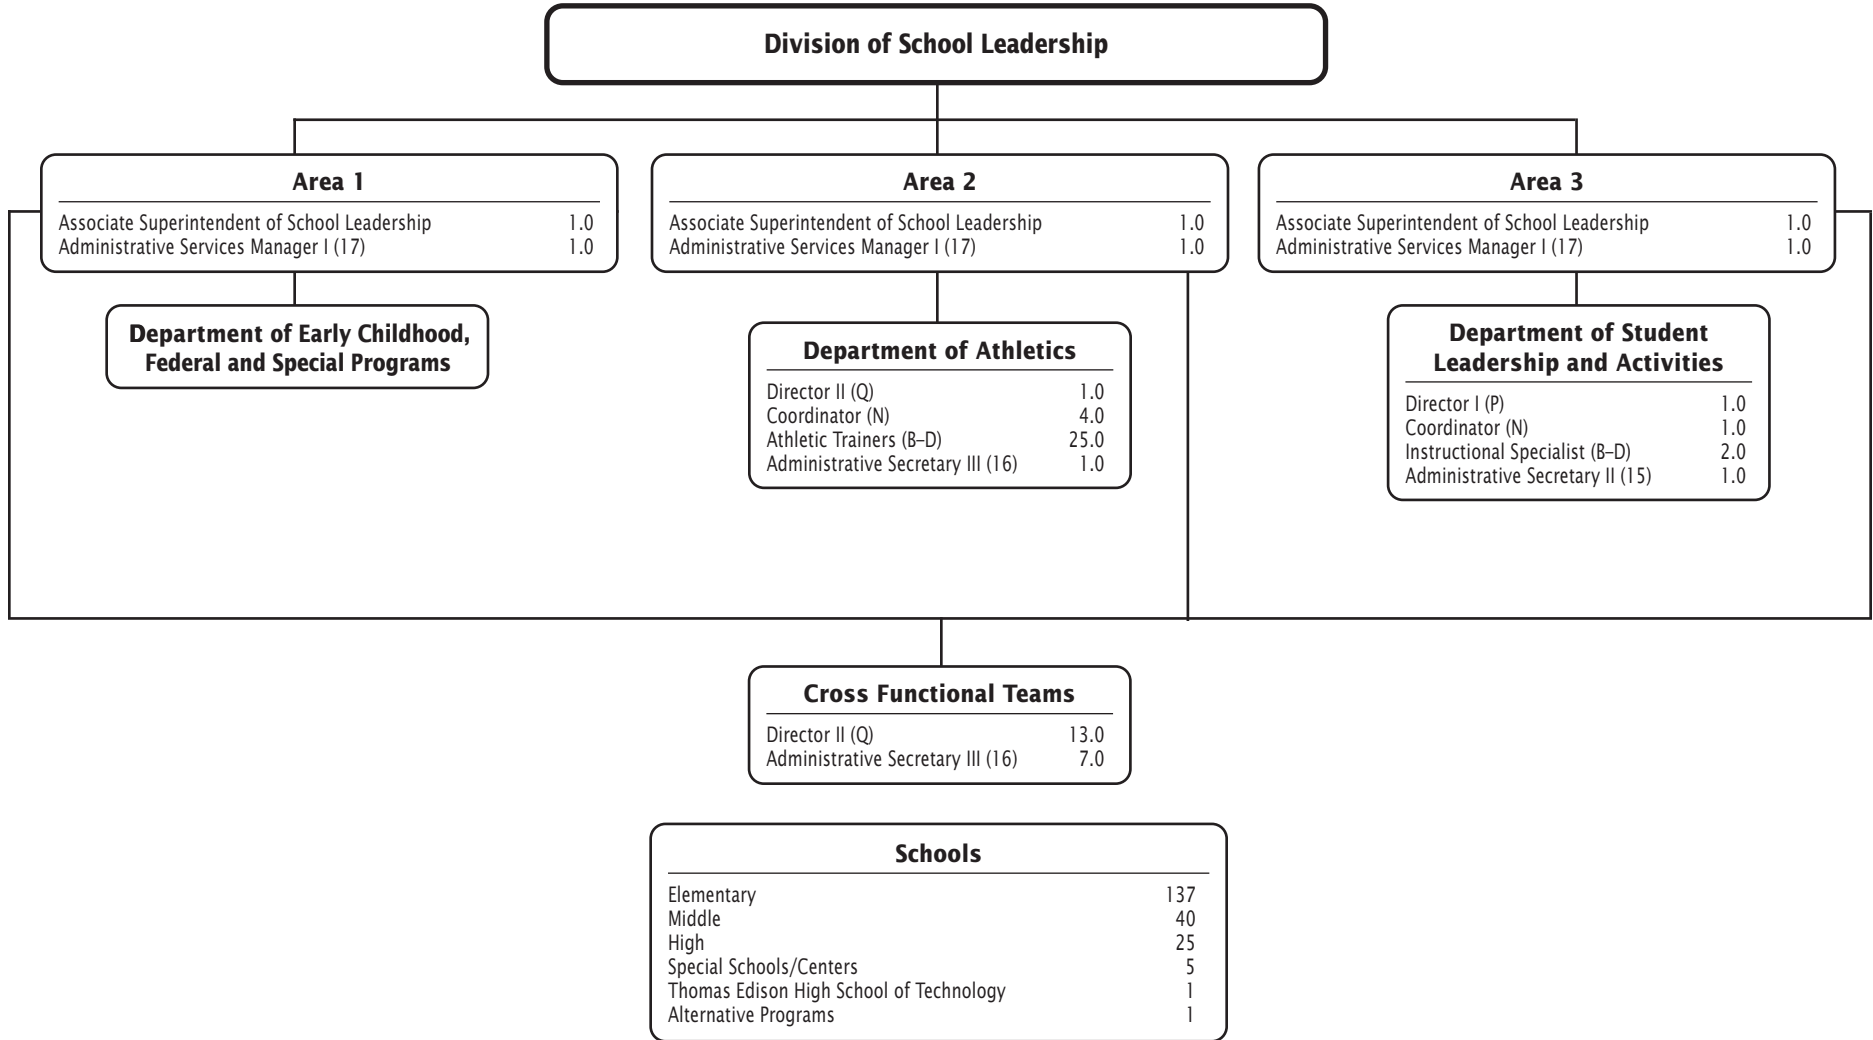 Division of School Leadership
Area 1
Associate Superintendent of School Leadership 1.0
Administrative Services Manager I (17) 1.0
Area 2
Associate Superintendent of School Leadership 1.0
Administrative Services Manager I (17) 1.0
Area 3
Associate Superintendent of School Leadership 1.0
Administrative Services Manager I (17) 1.0
Department of Early Childhood,
Federal and Special Programs
Department of Athletics
Director II (Q) 1.0
Coordinator (N) 4.0
Athletic Trainers (B–D) 25.0
Administrative Secretary III (16) 1.0
Department of Student
Leadership and Activities
Director I (P) 1.0
Coordinator (N) 1.0
Instructional Specialist (B–D) 2.0
Administrative Secretary II (15) 1.0
Cross Functional Teams
Director II (Q) 13.0
Administrative Secretary III (16) 7.0
Schools
Elementary 137
Middle 40
High 25
Special Schools/Centers 5
Thomas Edison High School of Technology 1
Alternative Programs 1